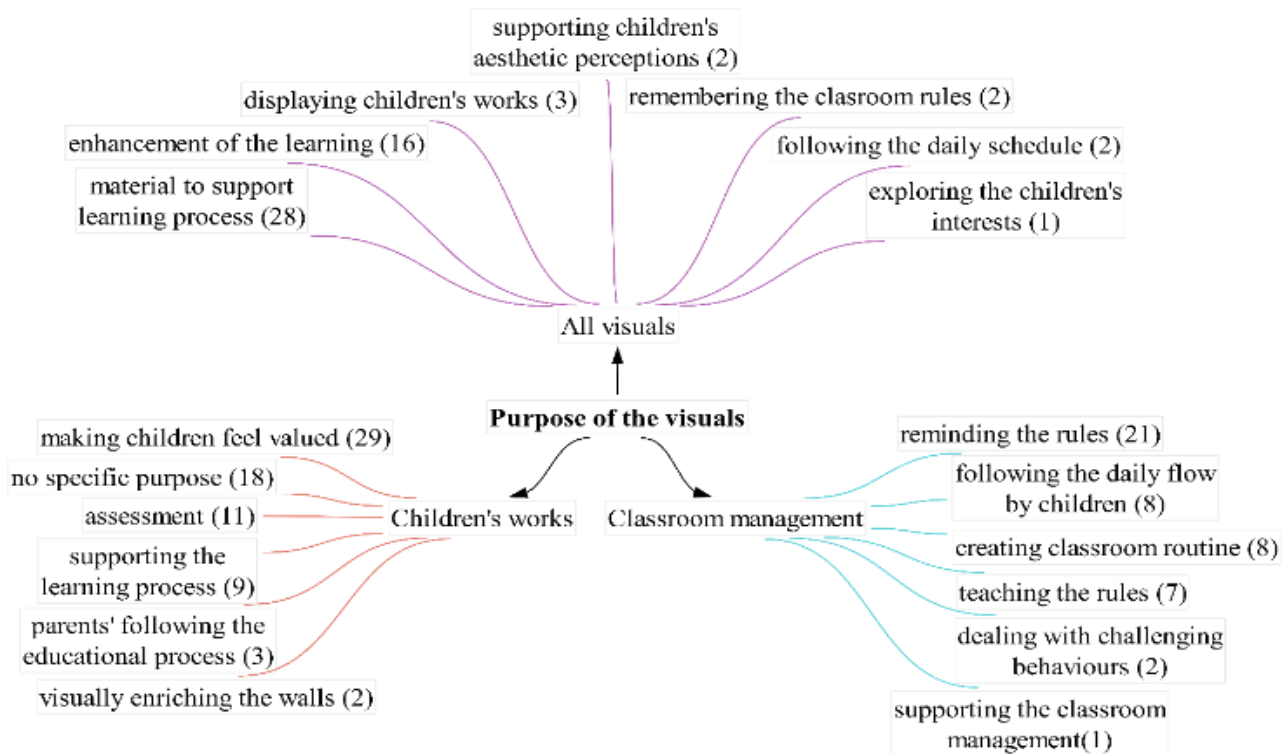 supporting children's
aesthetic perceptions (2)
displaying children's works (3)
remembering the clasroom rules (2)
enhancement of the learning (16)
following the daily schedule (2)
material to support
learning process (28)
exploring the children's
interests (1)
All visuals
Purpose of the visuals
making children feel valued (29)
no specific purpose (18)
assessment (11)
supporting the
learning process (9)
parents' following the
educational process (3)
visually enriching the walls (2)
Children's works
Classroom management
reminding the rules (21)
following the daily flow
by children (8)
creating classroom routine (8)
teaching the rules (7)
dealing with challenging
behaviours (2)
supporting the classroom
management(1)